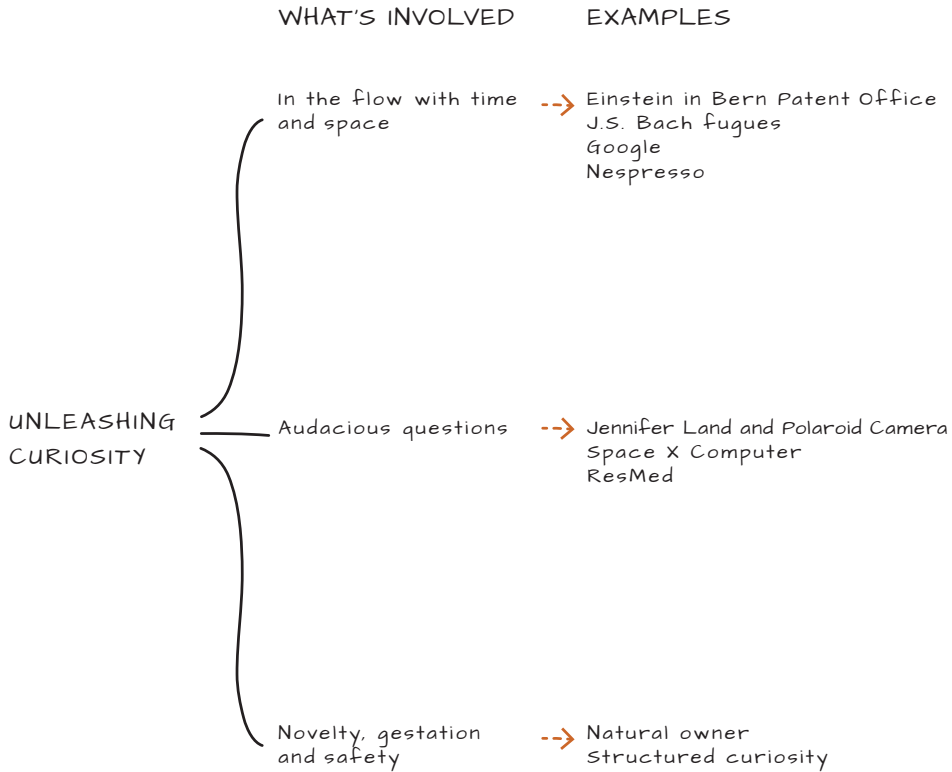 WHAT'S INVOLVED
EXAMPLES
In the flow with time
and space
Einstein in Bern Patent Office
J.S. Bach fugues
Google
Nespresso
UNLEASHING
CURIOSITY
Audacious questions
Jennifer Land and Polaroid Camera
Space X Computer
ResMed
Novelty, gestation
and safety
Natural owner
Structured curiosity